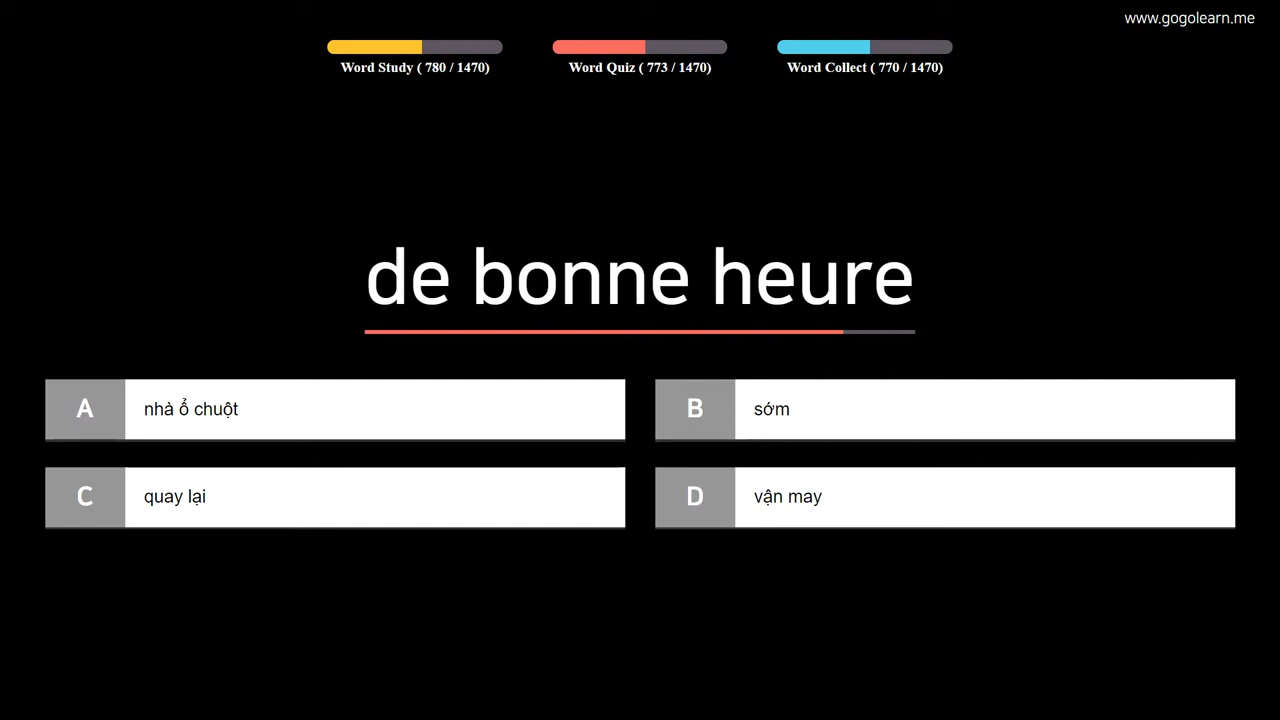 www.gogolearn.me
Word Study ( 780 / 1470)
Word Quiz ( 773 / 1470)
Word Collect ( 770 / 1470)
de bonne heure
A nhà ổ chuột
B sớm
C quay lại
D vận may